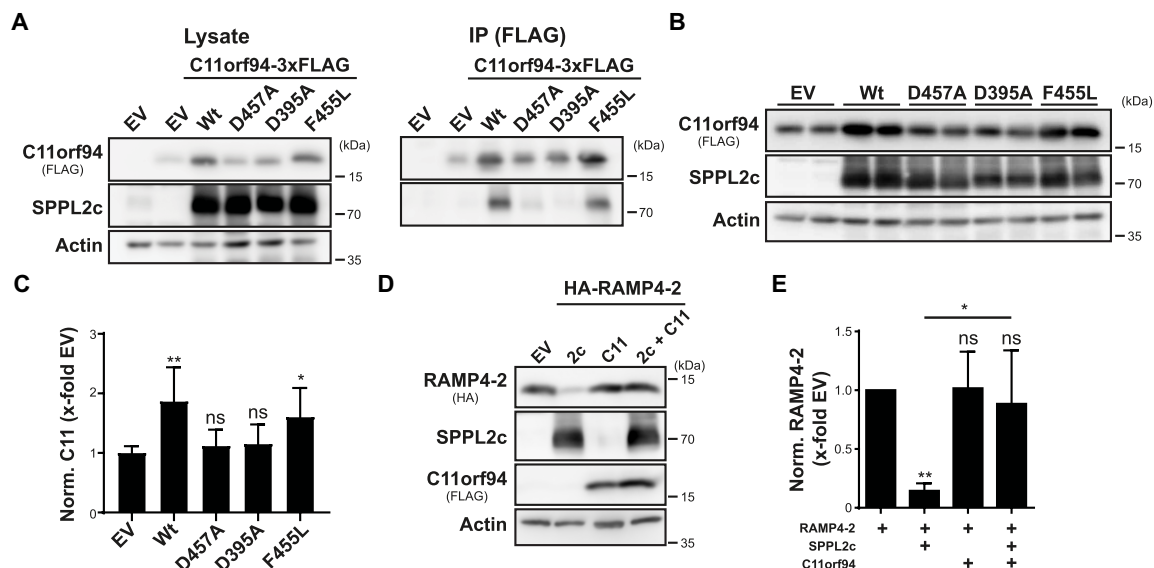 A
Lysate
C11orf94-3xFLAG
EV EV Wt D457A D395A F455L
C11orf94
(FLAG)
(kDa)
15
SPPL2c
70
Actin
35
IP (FLAG)
C11orf94-3xFLAG
EV EV Wt D457A D395A F455L
(kDa)
15
70
B
EV Wt D457A D395A F455L
(kDa)
C11orf94
(FLAG)
15
SPPL2c
70
Actin
35
C
Norm. C11 (x-fold EV)
3
2
1
0
** ns ns *
EV Wt D457A D395A F455L
D
HA-RAMP4-2
EV 2c C11 2c + C11
(kDa)
RAMP4-2
(HA)
15
SPPL2c
70
C11orf94
(FLAG)
15
Actin
35
E
Norm. RAMP4-2
(x-fold EV)
1.5
1.0
0.5
0
*
** ns ns
RAMP4-2 + + + +
SPPL2c + +
C11orf94 + +